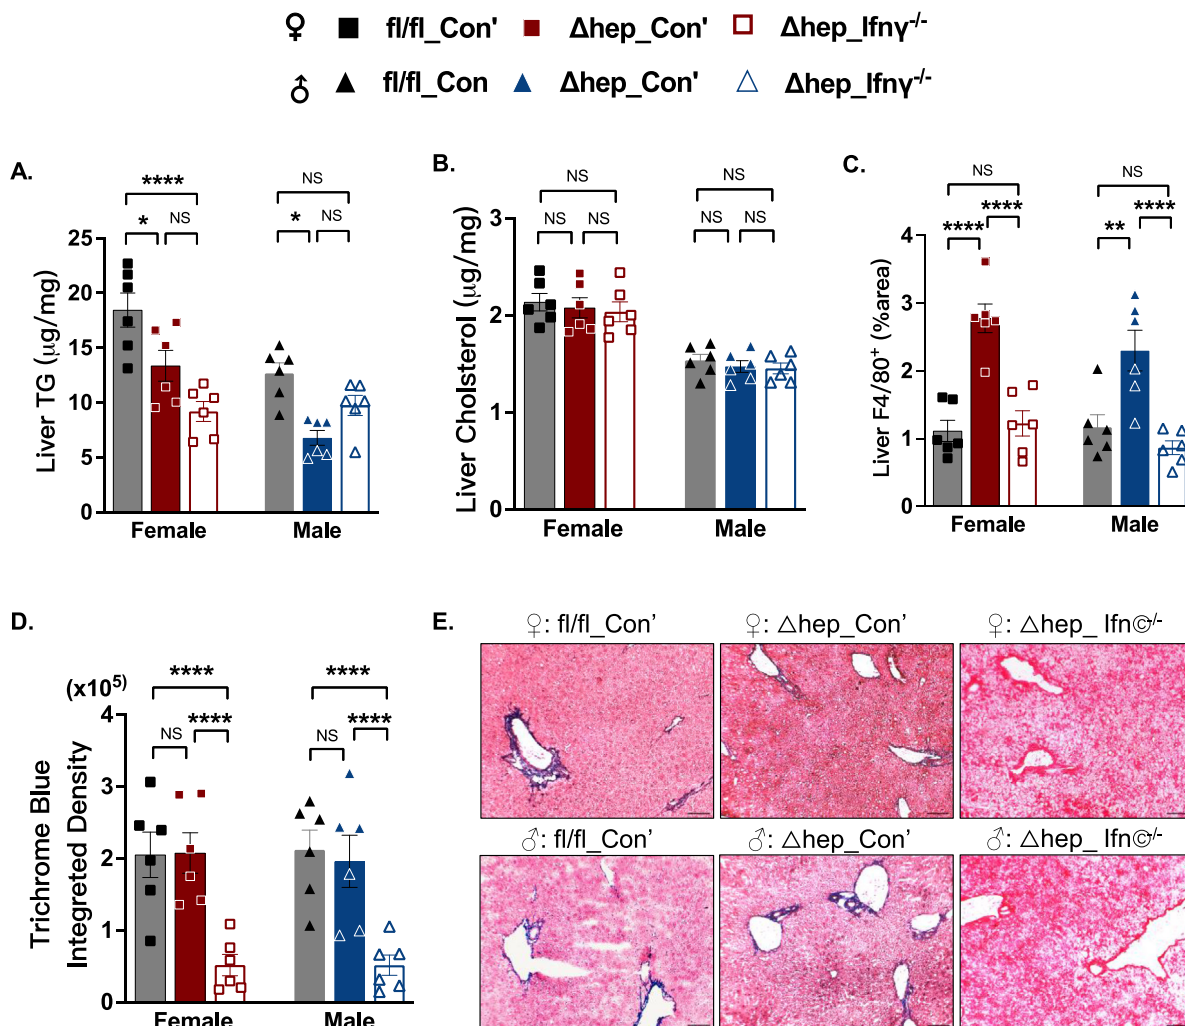 ♀ fl/fl_Con' Δhep_Con' Δhep_Ifnγ-/-
♂ fl/fl_Con Δhep_Con' Δhep_Ifnγ-/-
A.
**** NS
* NS * NS
Liver TG (μg/mg)
25
20
15
10
5
0
Female Male
B.
NS NS
NS NS NS NS
Liver Cholsterol (μg/mg)
3
2
1
0
Female Male
C.
NS NS
**** **** ** ****
Liver F4/80+ (%area)
4
3
2
1
0
Female Male
D.
(x10⁵)
**** ****
NS **** NS ****
Trichrome Blue
Integreted Density
4
3
2
1
0
Female Male
E.
♀: fl/fl_Con’ ♀: △hep_Con’ ♀: △hep_ Ifn©-/-
♂: fl/fl_Con’ ♂: △hep_Con’ ♂: △hep_ Ifn©-/-